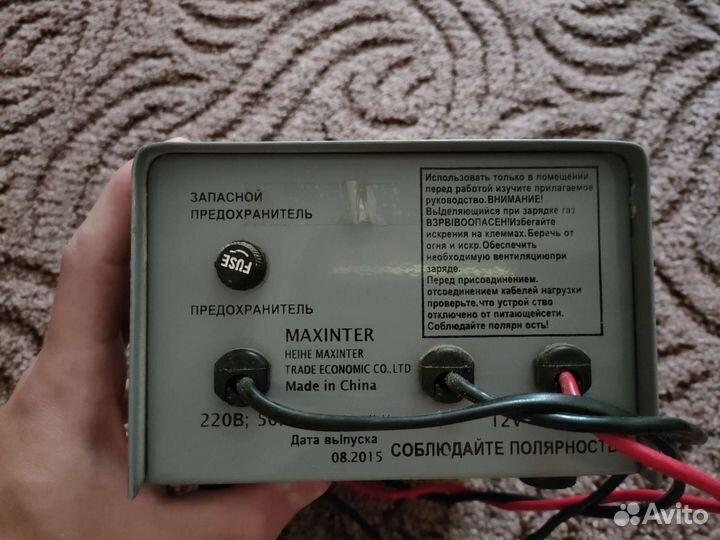 ЗАПАСНОЙ
ПРЕДОХРАНИТЕЛЬ
FUSE
ПРЕДОХРАНИТЕЛЬ
Использовать только в помещении.
перед работой изучите прилагаемое
руководство.ВНИМАНИЕ!
ВЫДеляющийся при зарядке газ
ВЗРВІВООПАСЕН!Избегайте
искрения на клеммах. Беречь от
огня и искр.Обеспечить
необходимую вентиляциюпри
заряде.
Перед присоединением.
отсоединением кабелей нагрузки
проверьте.что устрой ство
отключено от питающейсети.
Соблюдайте полярн ость!
MAXINTER
HEIHE MAXINTER
TRADE ECONOMIC CO.,LTD
Made in China
220В; 12V
Дата выпуска
08.2015
СОБЛЮДАЙТЕ ПОЛЯРНОСТЬ
Avito